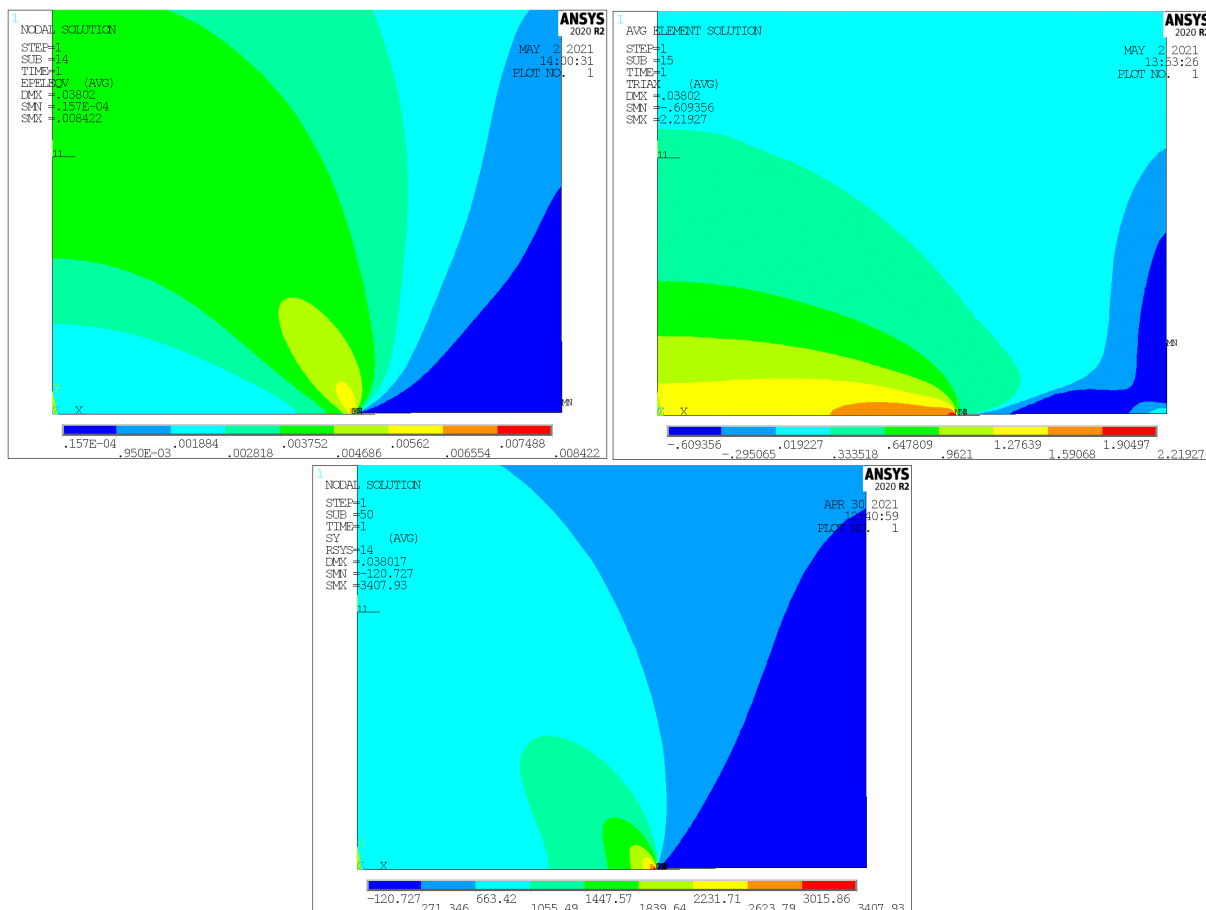 1
NODAL SOLUTION
STEP=1
SUB =14
TIME=1
EPELEQV (AVG)
DMX =.03802
SMN =.157E-04
SMX =.008422
ANSYS
2020 R2
MAY 2 2021
14:00:31
PLOT NO. 1
11
Y
Z X
MN
.157E-04 .001884 .003752 .00562 .007488
.950E-03 .002818 .004686 .006554 .008422
1
AVG ELEMENT SOLUTION
STEP=1
SUB =15
TIME=1
TRIAX (AVG)
DMX =.03802
SMN =-.609356
SMX =2.21927
ANSYS
2020 R2
MAY 2 2021
13:53:26
PLOT NO. 1
11
Z X
MN
-.609356 .019227 .647809 1.27639 1.90497
-.295065 .333518 .9621 1.59068 2.21927
1
NODAL SOLUTION
STEP=1
SUB =50
TIME=1
SY (AVG)
RSYS=14
DMX =.038017
SMN =-120.727
SMX =3407.93
ANSYS
2020 R2
APR 30 2021
12:40:59
PLOT NO. 1
11
Z X
-120.727 663.42 1447.57 2231.71 3015.86
271.346 1055.49 1839.64 2623.79 3407.93